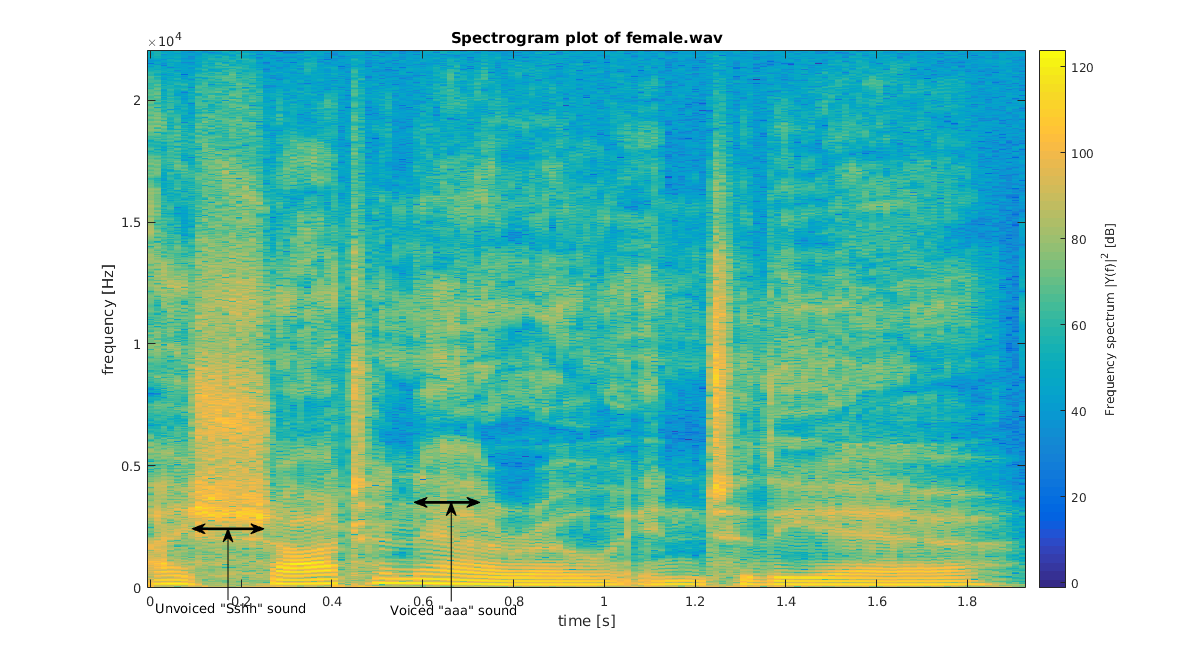 Spectrogram plot of female.wav
×10⁴
2
1.5
1
0.5
0
frequency [Hz]
0 0.2 0.4 0.6 0.8 1 1.2 1.4 1.6 1.8
Unvoiced "Sshh" sound
Voiced "aaa" sound
time [s]
120
100
80
60
40
20
0
Frequency spectrum |Y(f)|² [dB]